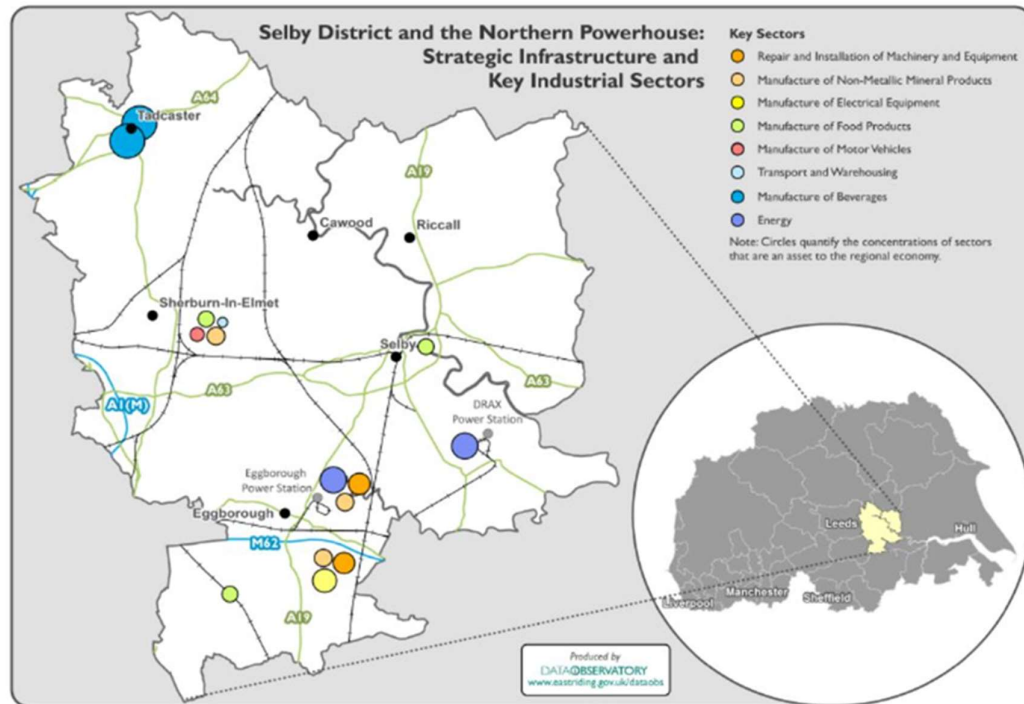 Selby District and the Northern Powerhouse:
Strategic Infrastructure and
Key Industrial Sectors
Key Sectors
Repair and Installation of Machinery and Equipment
Manufacture of Non-Metallic Mineral Products
Manufacture of Electrical Equipment
Manufacture of Food Products
Manufacture of Motor Vehicles
Transport and Warehousing
Manufacture of Beverages
Energy
Note: Circles quantify the concentrations of sectors
that are an asset to the regional economy.
A64
Tadcaster
A19
Cawood
Riccall
Sherburn-In-Elmet
Selby
A63
A63
A1(M)
DRAX
Power Station
Eggborough
Power Station
Eggborough
M62
A19
Leeds
Hull
Manchester
Liverpool
Sheffield
Produced by
DATAOBSERVATORY
www.eastriding.gov.uk/dataobs